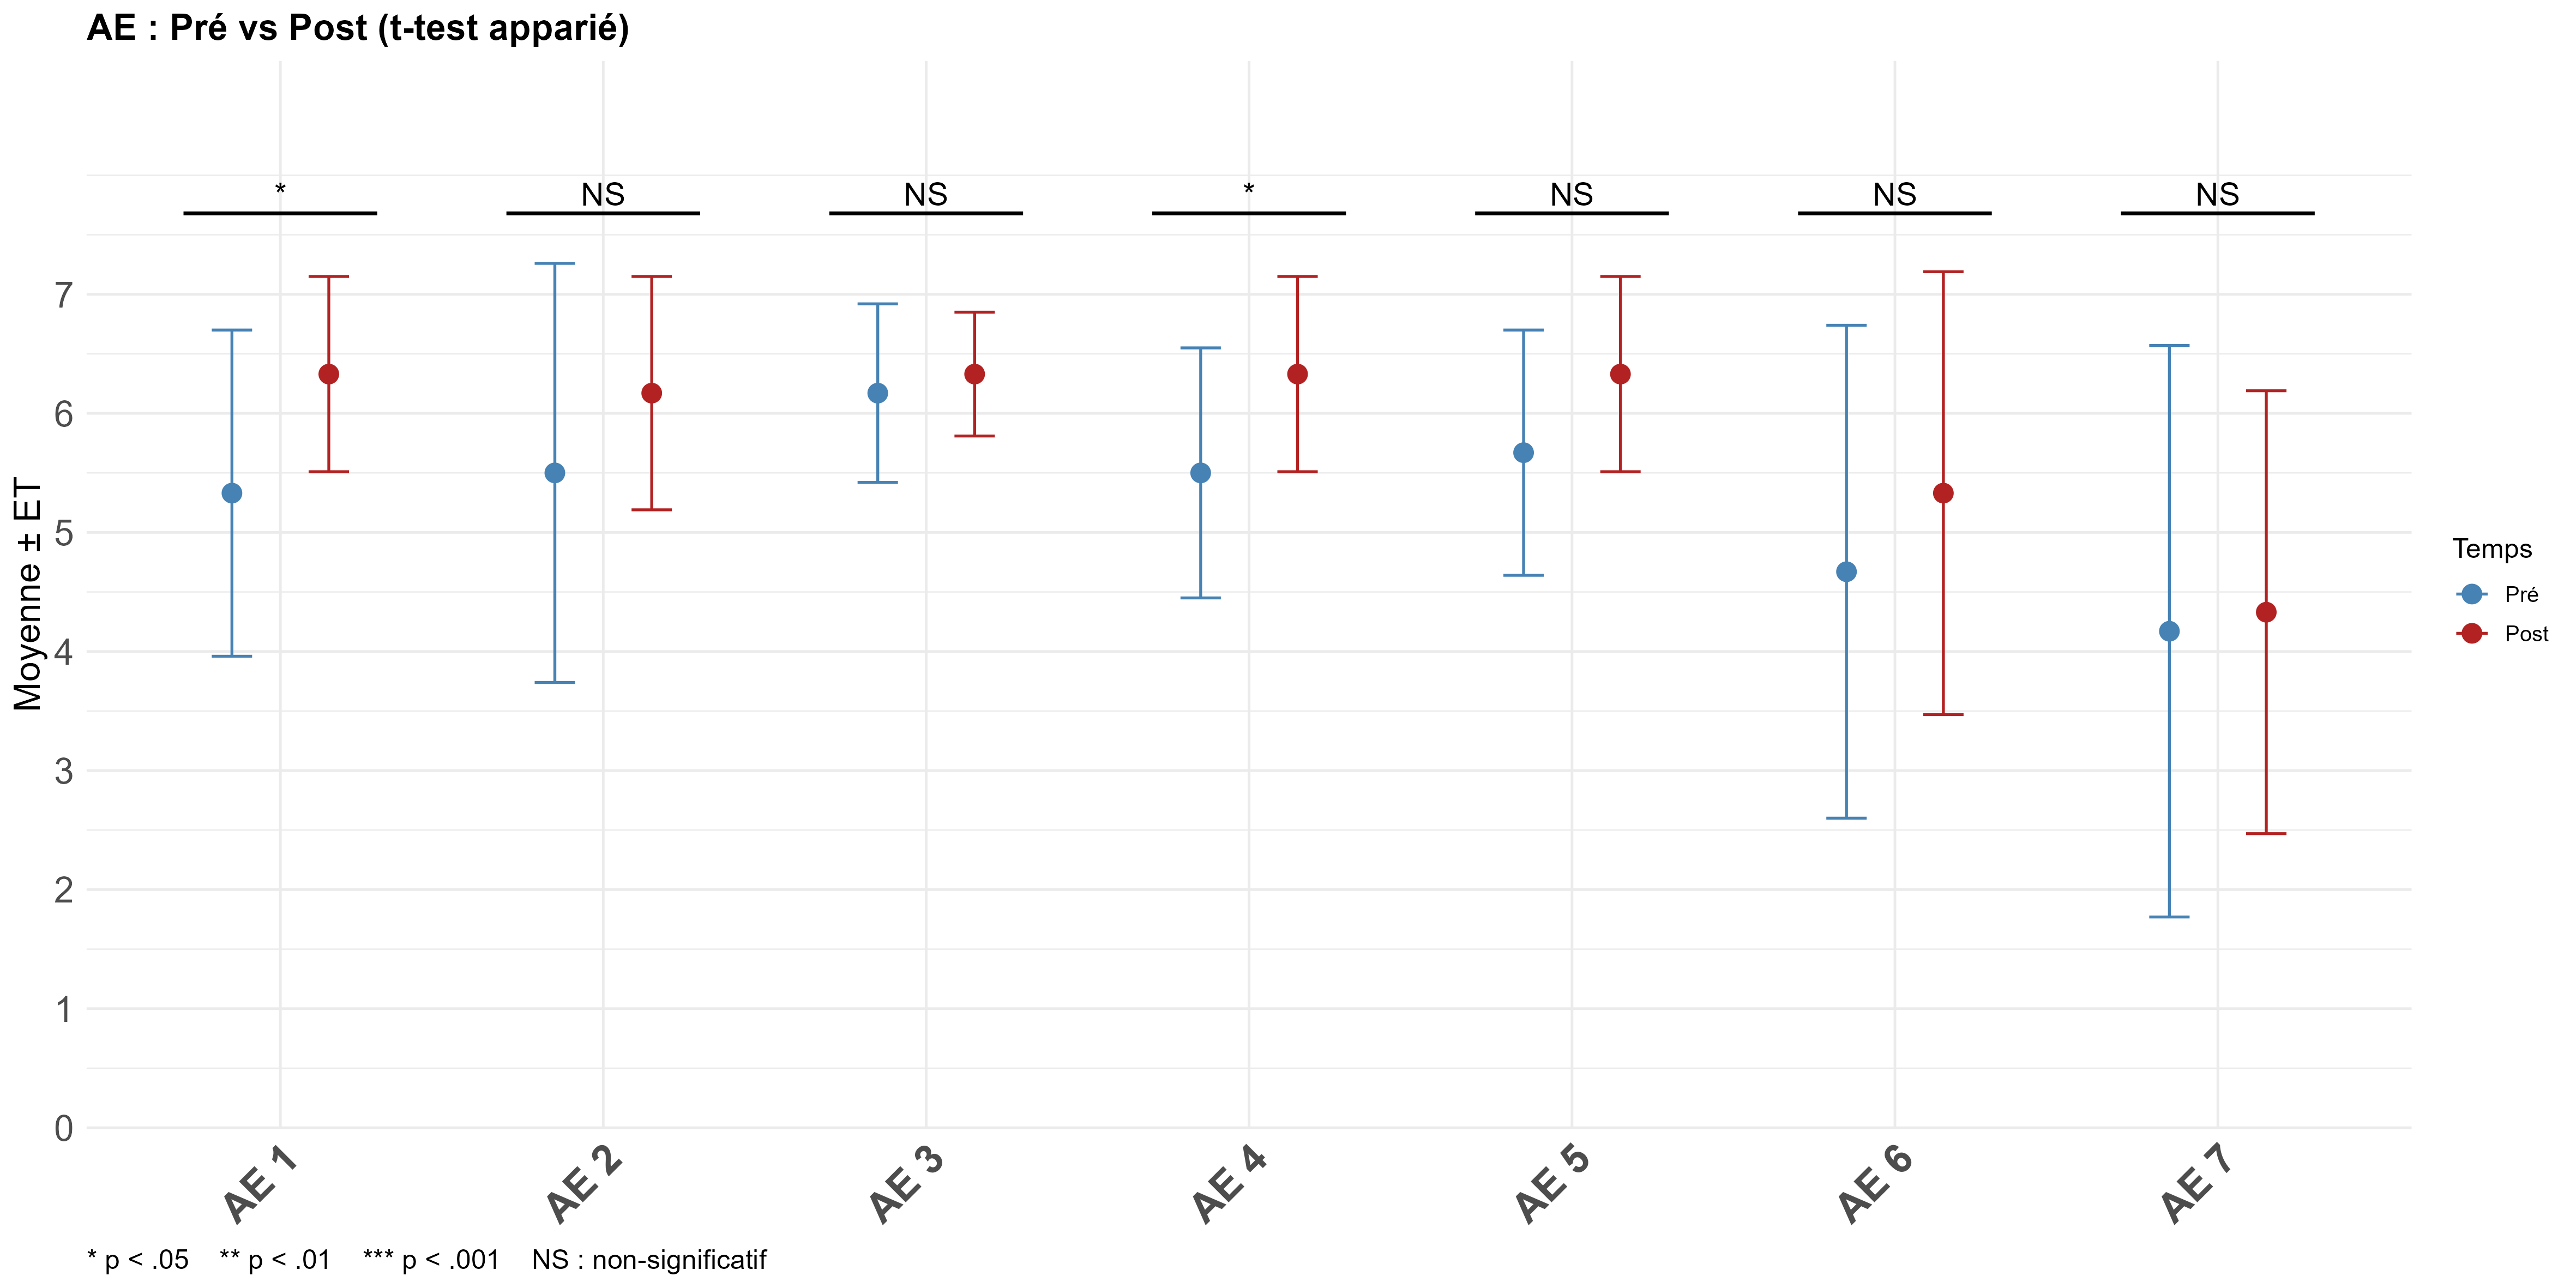 AE : Pré vs Post (t-test apparié)
* NS NS * NS NS NS
Moyenne ± ET
7
6
5
4
3
2
1
0
Temps
Pré
Post
AE 1 AE 2 AE 3 AE 4 AE 5 AE 6 AE 7
* p < .05 ** p < .01 *** p < .001 NS : non-significatif